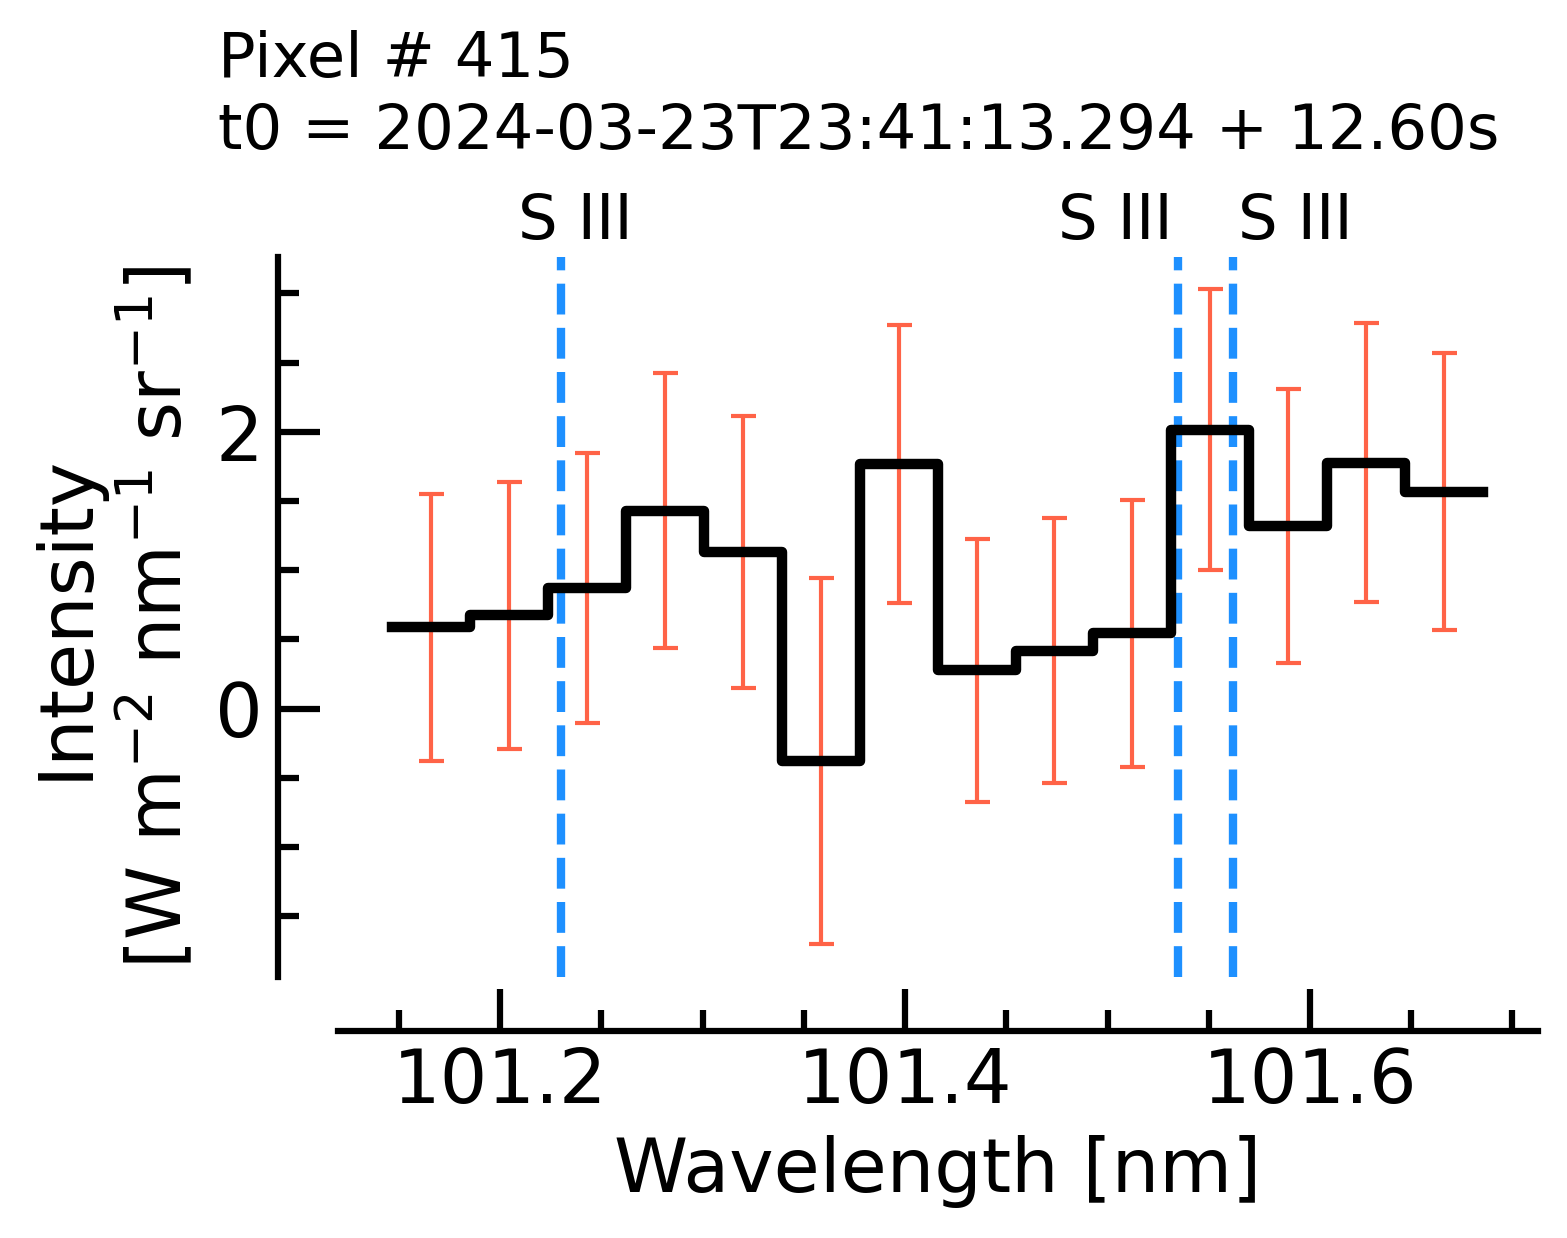 Pixel # 415
t0 = 2024-03-23T23:41:13.294 + 12.60s
S III S III S III
Intensity
[W m⁻² nm⁻¹ sr⁻¹]
2
0
101.2 101.4 101.6
Wavelength [nm]